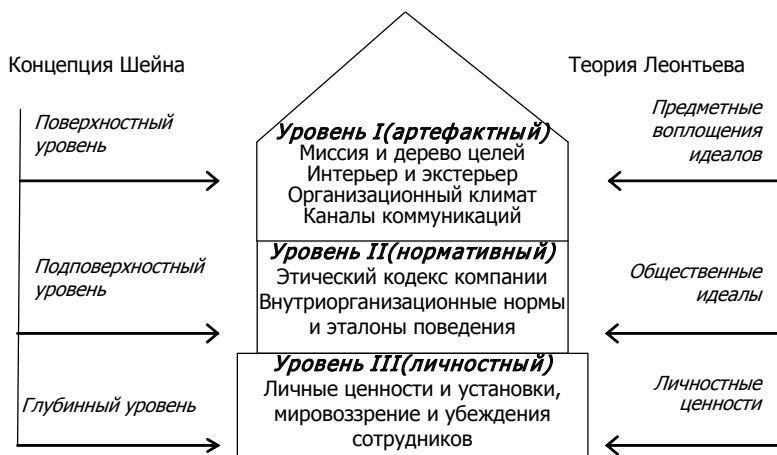 Концепция Шейна
Теория Леонтьева
Поверхностный
уровень
Уровень I(артефактный)
Миссия и дерево целей
Интерьер и экстерьер
Организационный климат
Каналы коммуникаций
Предметные
воплощения
идеалов
Подповерхностный
уровень
Уровень II(нормативный)
Этический кодекс компании
Внутриорганизационные нормы
и эталоны поведения
Общественные
идеалы
Глубинный уровень
Уровень III(личностный)
Личные ценности и установки,
мировоззрение и убеждения
сотрудников
Личностные
ценности